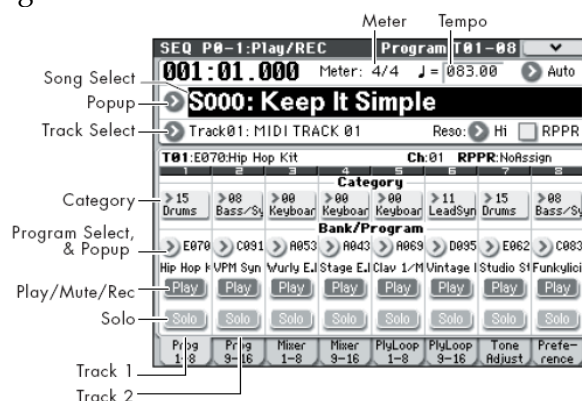 Meter Tempo
SEQ P0-1:Play/REC Program T01-08
001:01.000 Meter: 4/4 ♩= 083.00 Auto
Song Select
Popup S000: Keep It Simple
Track Select Track01: MIDI TRACK 01 Reso: Hi RPPR
T01:E070:Hip Hop Kit Ch:01 RPPR:NoAssign
1 2 3 4 5 6 7 8
Category
Category 15 08 00 00 00 11 15 08
Drums Bass/Sy Keyboar Keyboar Keyboar LeadSyn Drums Bass/Sy
Bank/Program
Program Select, & Popup E070 C091 A053 A043 A069 D095 E062 C083
Hip Hop K VPM Syn Wurly E.I Stage E.I Clav 1/M Vintage I Studio St Funkylici
Play/Mute/Rec Play Play Play Play Play Play Play Play
Solo Solo Solo Solo Solo Solo Solo Solo Solo
Prog 1-8 Prog 9-16 Mixer 1-8 Mixer 9-16 PlyLoop 1-8 PlyLoop 9-16 Tone Adjust Prefe-rence
Track 1
Track 2